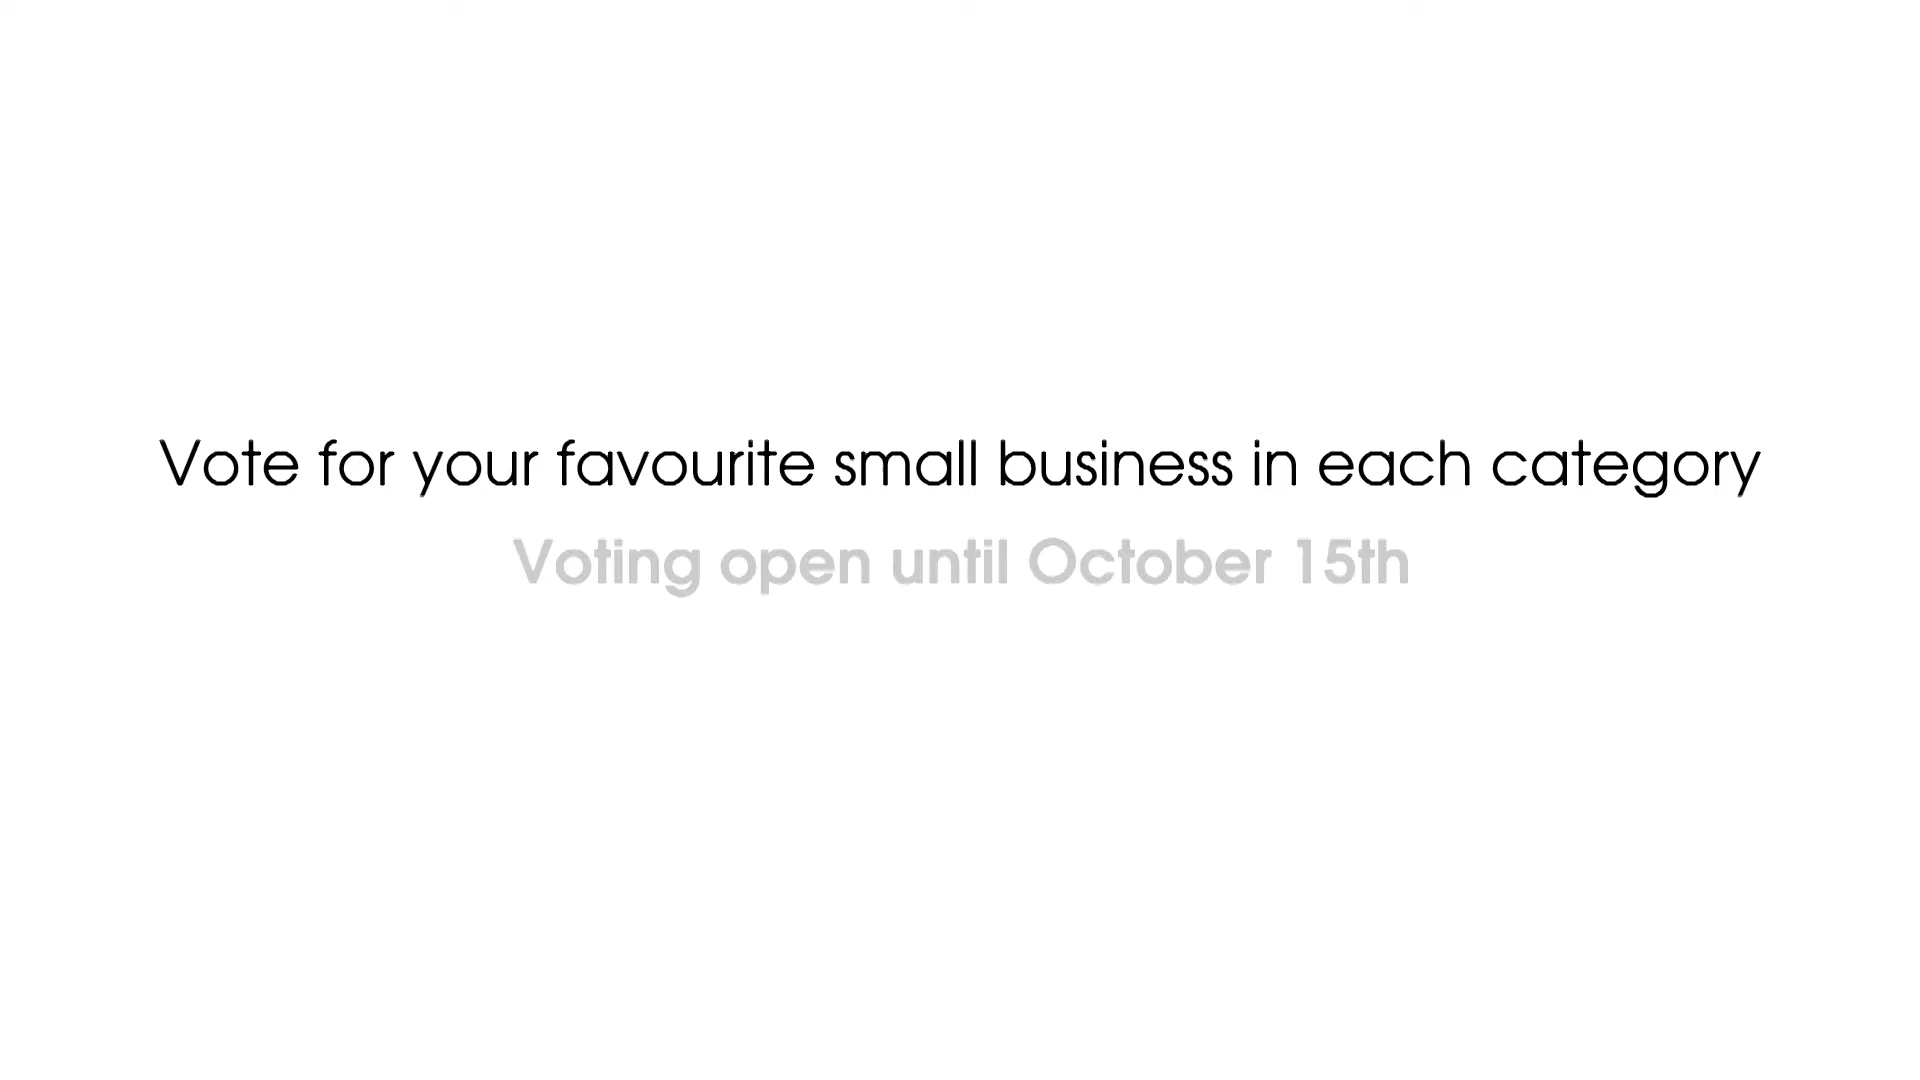 Vote for your favourite small business in each category
Voting open until October 15th